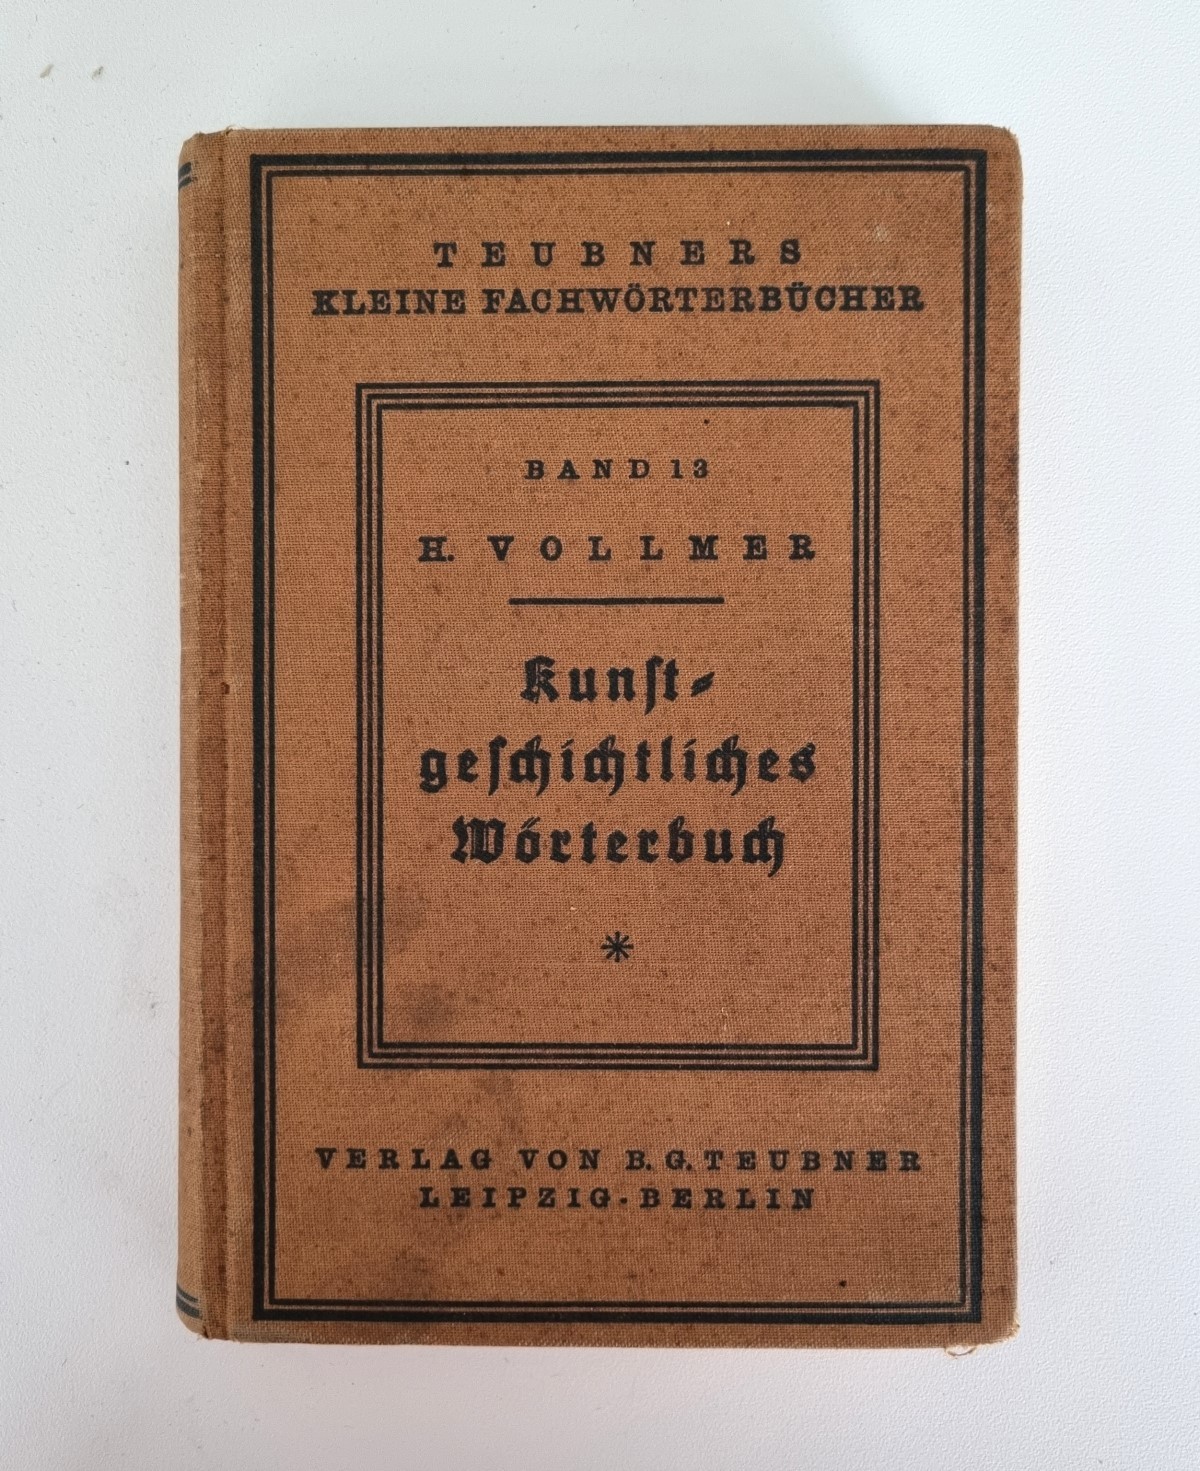 TEUBNERS
KLEINE FACHWÖRTERBÜCHER
BAND 13
H. VOLLMER
Kunſt-
geſchichtliches
Wörterbuch
*
VERLAG VON B. G. TEUBNER
LEIPZIG · BERLIN